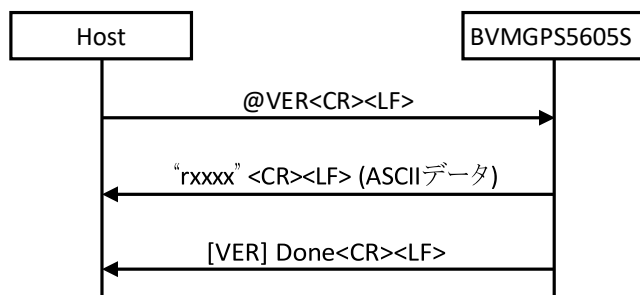 Host
BVMGPS5605S
@VER<CR><LF>
“rxxxx” <CR><LF> (ASCIIデータ)
[VER] Done<CR><LF>